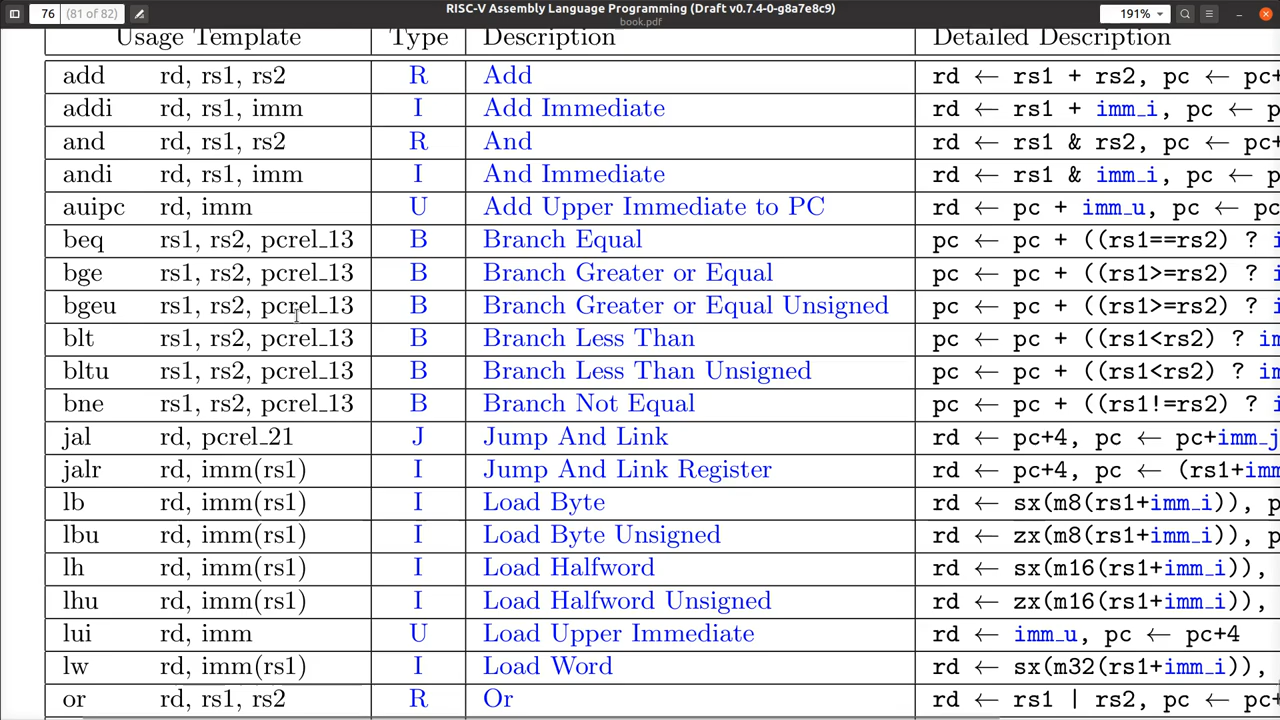 76 (81 of 82) RISC-V Assembly Language Programming (Draft v0.7.4-0-g8a7e8c9) 191%
book.pdf
Usage Template Type Description Detailed Description
add rd, rs1, rs2 R Add rd ← rs1 + rs2, pc ← pc+
addi rd, rs1, imm I Add Immediate rd ← rs1 + imm_i, pc ← p
and rd, rs1, rs2 R And rd ← rs1 & rs2, pc ← pc+
andi rd, rs1, imm I And Immediate rd ← rs1 & imm_i, pc ← p
auipc rd, imm U Add Upper Immediate to PC rd ← pc + imm_u, pc ← pc
beq rs1, rs2, pcrel_13 B Branch Equal pc ← pc + ((rs1==rs2) ? i
bge rs1, rs2, pcrel_13 B Branch Greater or Equal pc ← pc + ((rs1>=rs2) ? i
bgeu rs1, rs2, pcrel_13 B Branch Greater or Equal Unsigned pc ← pc + ((rs1>=rs2) ? i
blt rs1, rs2, pcrel_13 B Branch Less Than pc ← pc + ((rs1<rs2) ? im
bltu rs1, rs2, pcrel_13 B Branch Less Than Unsigned pc ← pc + ((rs1<rs2) ? im
bne rs1, rs2, pcrel_13 B Branch Not Equal pc ← pc + ((rs1!=rs2) ? i
jal rd, pcrel_21 J Jump And Link rd ← pc+4, pc ← pc+imm_j
jalr rd, imm(rs1) I Jump And Link Register rd ← pc+4, pc ← (rs1+imm
lb rd, imm(rs1) I Load Byte rd ← sx(m8(rs1+imm_i)), p
lbu rd, imm(rs1) I Load Byte Unsigned rd ← zx(m8(rs1+imm_i)), p
lh rd, imm(rs1) I Load Halfword rd ← sx(m16(rs1+imm_i)),
lhu rd, imm(rs1) I Load Halfword Unsigned rd ← zx(m16(rs1+imm_i)),
lui rd, imm U Load Upper Immediate rd ← imm_u, pc ← pc+4
lw rd, imm(rs1) I Load Word rd ← sx(m32(rs1+imm_i)),
or rd, rs1, rs2 R Or rd ← rs1 | rs2, pc ← pc+